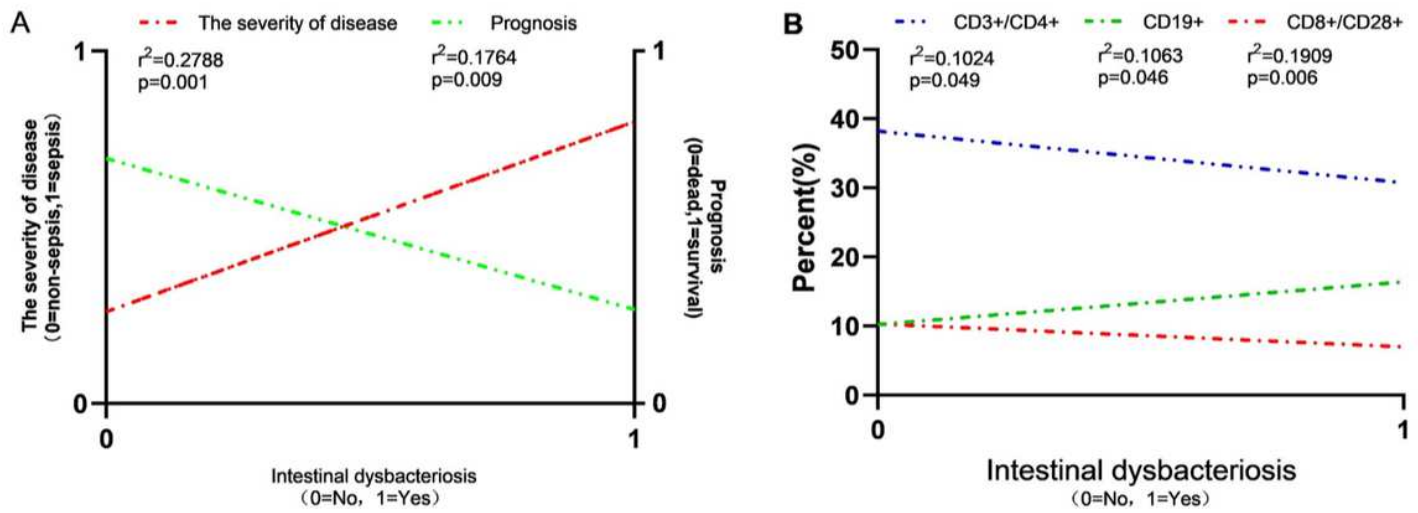 A
The severity of disease
Prognosis
r²=0.2788
p=0.001
r²=0.1764
p=0.009
1
0
The severity of disease
（0=non-sepsis,1=sepsis)
1
0
Prognosis
(0=dead,1=survival)
0
1
Intestinal dysbacteriosis
（0=No，1=Yes）
B
CD3+/CD4+
CD19+
CD8+/CD28+
r²=0.1024
p=0.049
r²=0.1063
p=0.046
r²=0.1909
p=0.006
50
40
30
20
10
0
Percent(%)
0
1
Intestinal dysbacteriosis
（0=No，1=Yes）